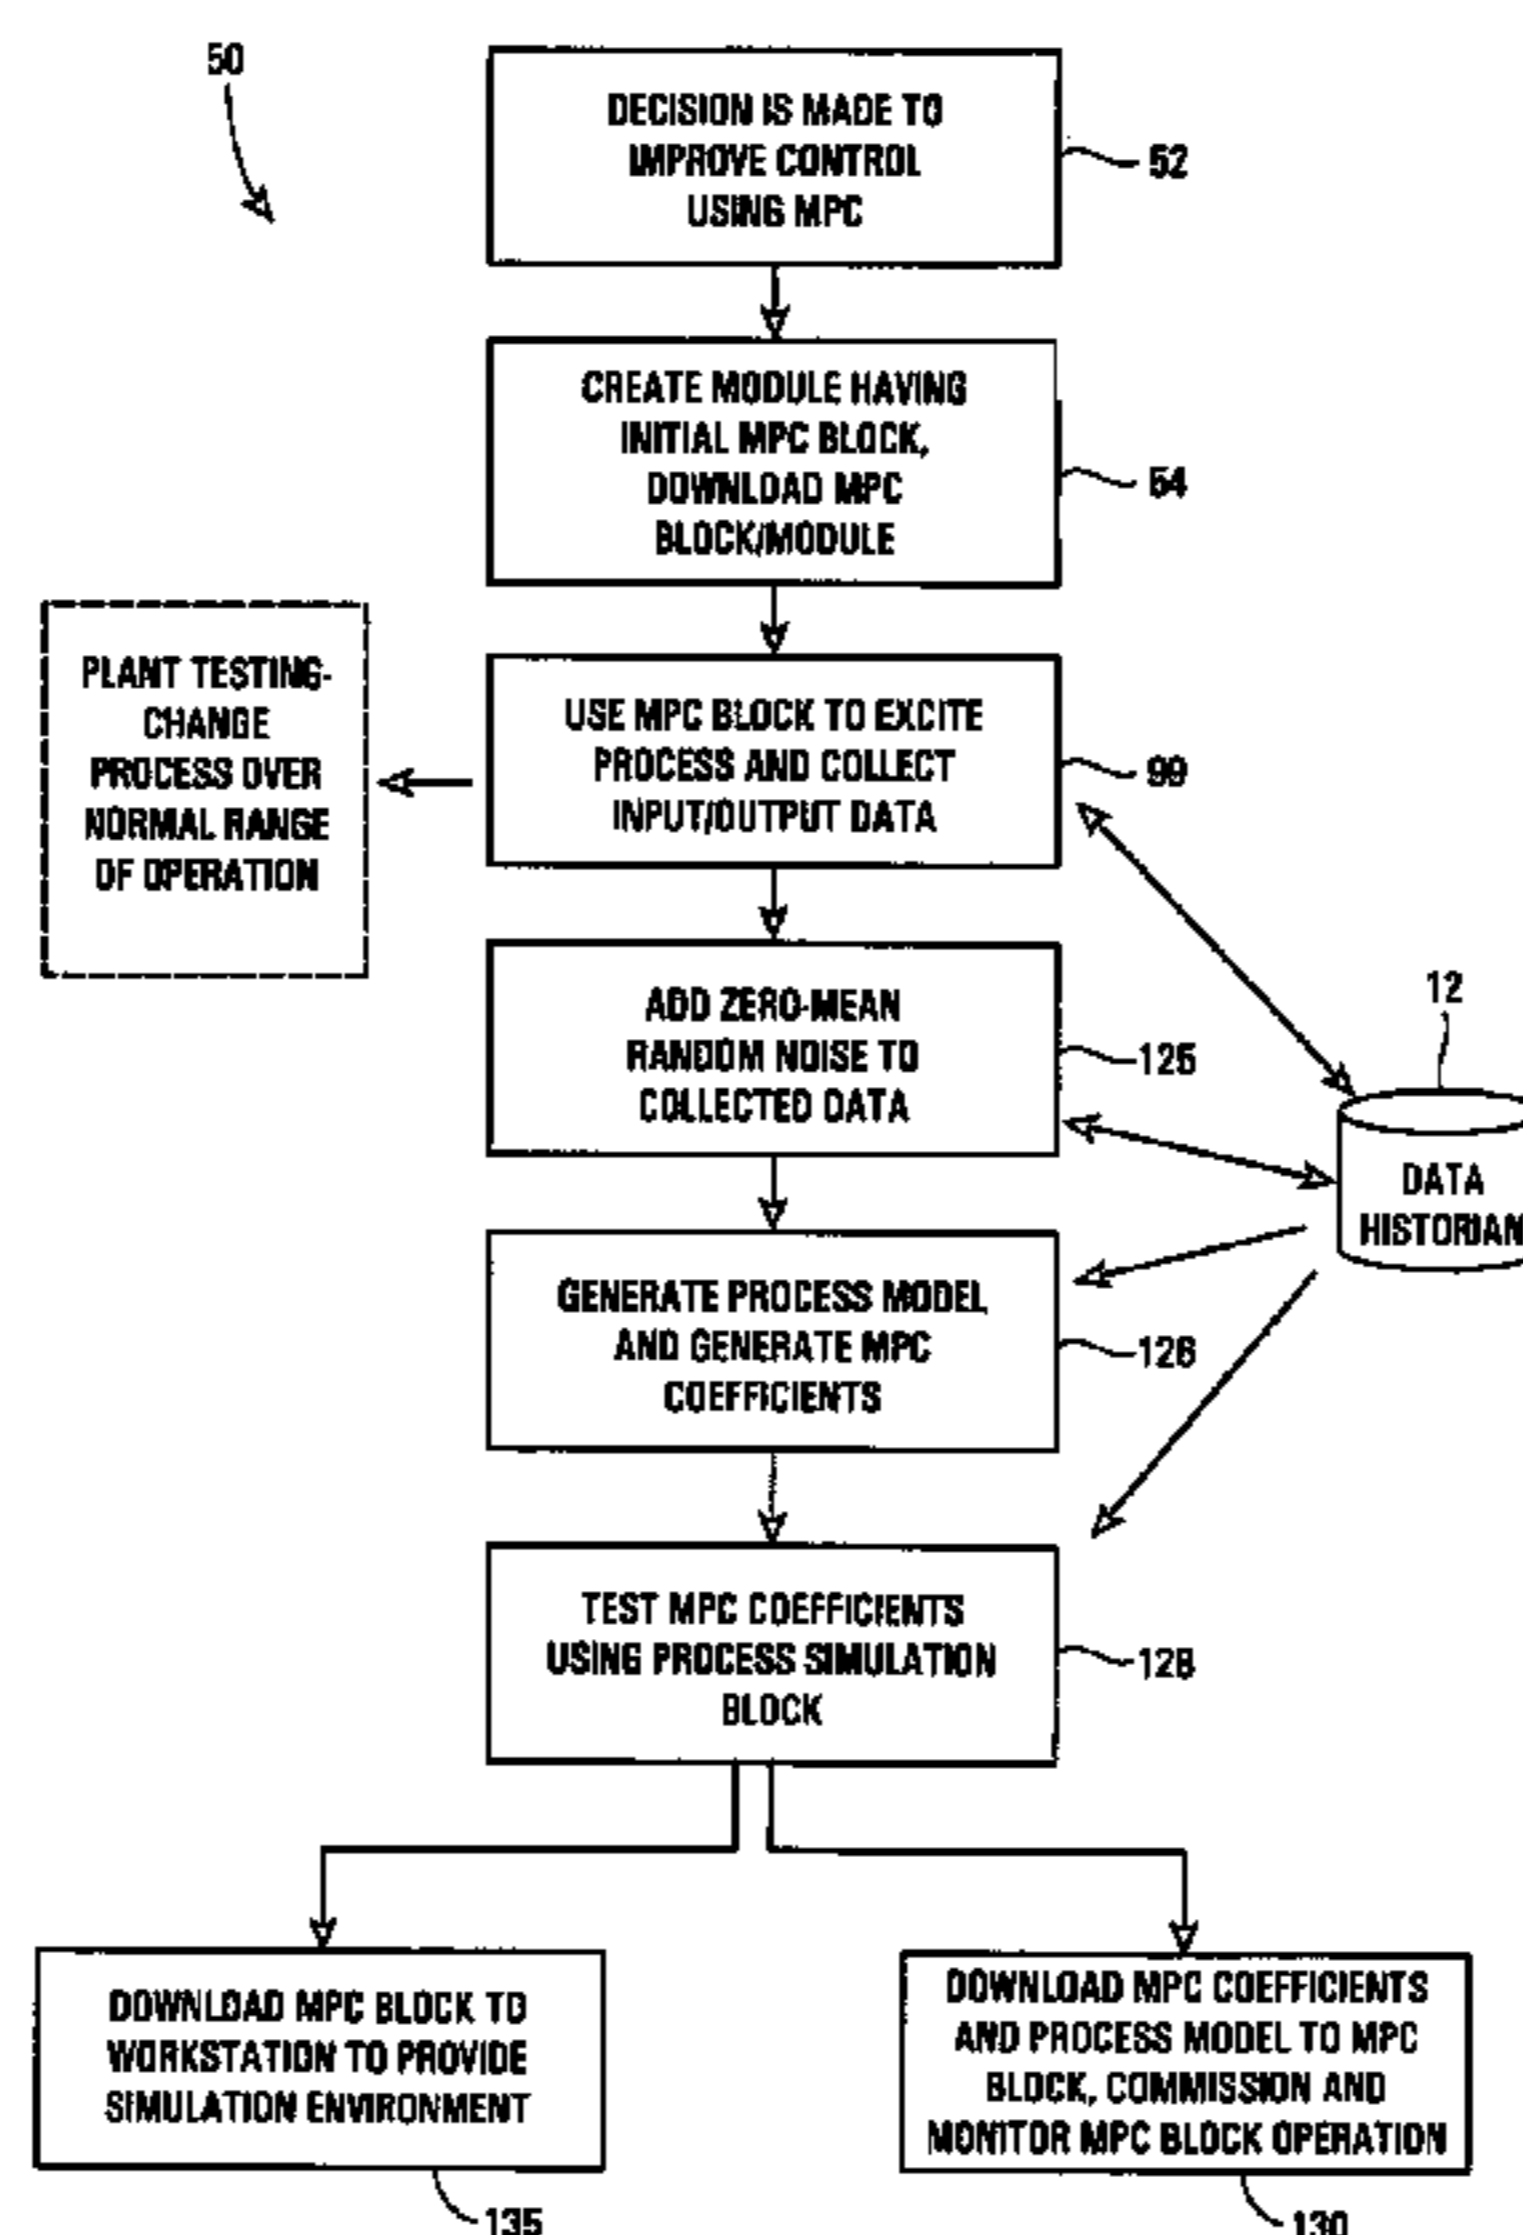 50
DECISION IS MADE TO
IMPROVE CONTROL
USING MPC
52
CREATE MODULE HAVING
INITIAL MPC BLOCK,
DOWNLOAD MPC
BLOCK/MODULE
54
PLANT TESTING-
CHANGE
PROCESS OVER
NORMAL RANGE
OF OPERATION
USE MPC BLOCK TO EXCITE
PROCESS AND COLLECT
INPUT/OUTPUT DATA
99
ADD ZERO-MEAN
RANDOM NOISE TO
COLLECTED DATA
125
12
DATA
HISTORIAN
GENERATE PROCESS MODEL
AND GENERATE MPC
COEFFICIENTS
126
TEST MPC COEFFICIENTS
USING PROCESS SIMULATION
BLOCK
128
DOWNLOAD MPC BLOCK TO
WORKSTATION TO PROVIDE
SIMULATION ENVIRONMENT
135
DOWNLOAD MPC COEFFICIENTS
AND PROCESS MODEL TO MPC
BLOCK, COMMISSION AND
MONITOR MPC BLOCK OPERATION
130